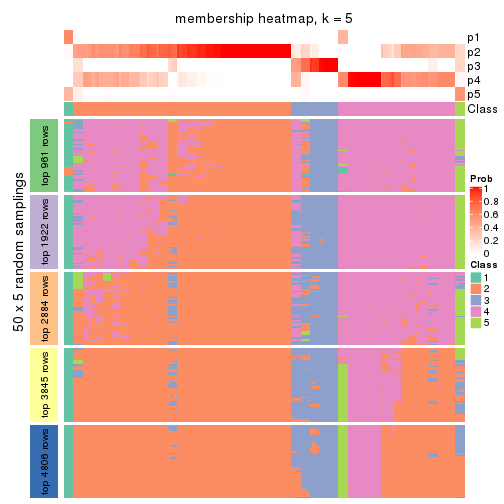 membership heatmap, k = 5
p1
p2
p3
p4
p5
Class
50 x 5 random samplings
top 961 rows
top 1922 rows
top 2884 rows
top 3845 rows
top 4806 rows
Prob
1
0.8
0.6
0.4
0.2
0
Class
1
2
3
4
5